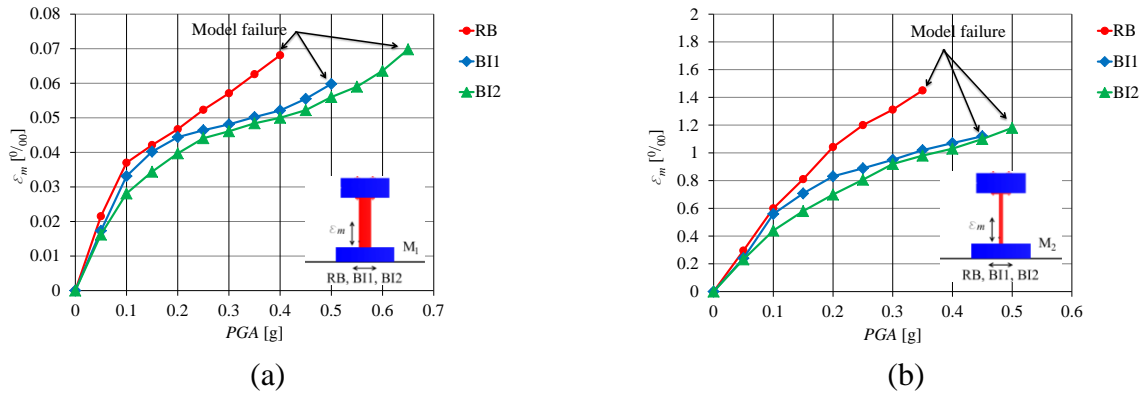 (a)
Model failure
RB
BI1
BI2
0.08
0.07
0.06
0.05
0.04
0.03
0.02
0.01
0
εm [0/00]
0 0.1 0.2 0.3 0.4 0.5 0.6 0.7
PGA [g]
εm
M1
RB, BI1, BI2
(a)
(b)
Model failure
RB
BI1
BI2
2
1.8
1.6
1.4
1.2
1
0.8
0.6
0.4
0.2
0
εm [0/00]
0 0.1 0.2 0.3 0.4 0.5 0.6
PGA [g]
εm
M2
RB, BI1, BI2
(b)